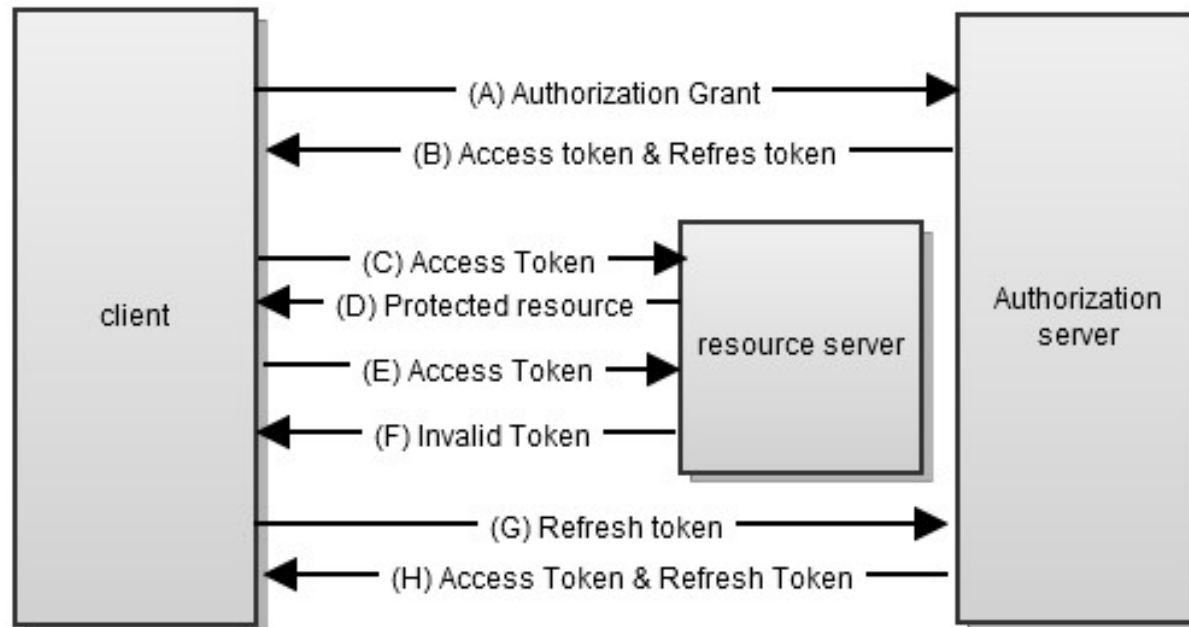 (A) Authorization Grant
(B) Access token & Refres token
(C) Access Token
(D) Protected resource
(E) Access Token
(F) Invalid Token
(G) Refresh token
(H) Access Token & Refresh Token
client
resource server
Authorization
server